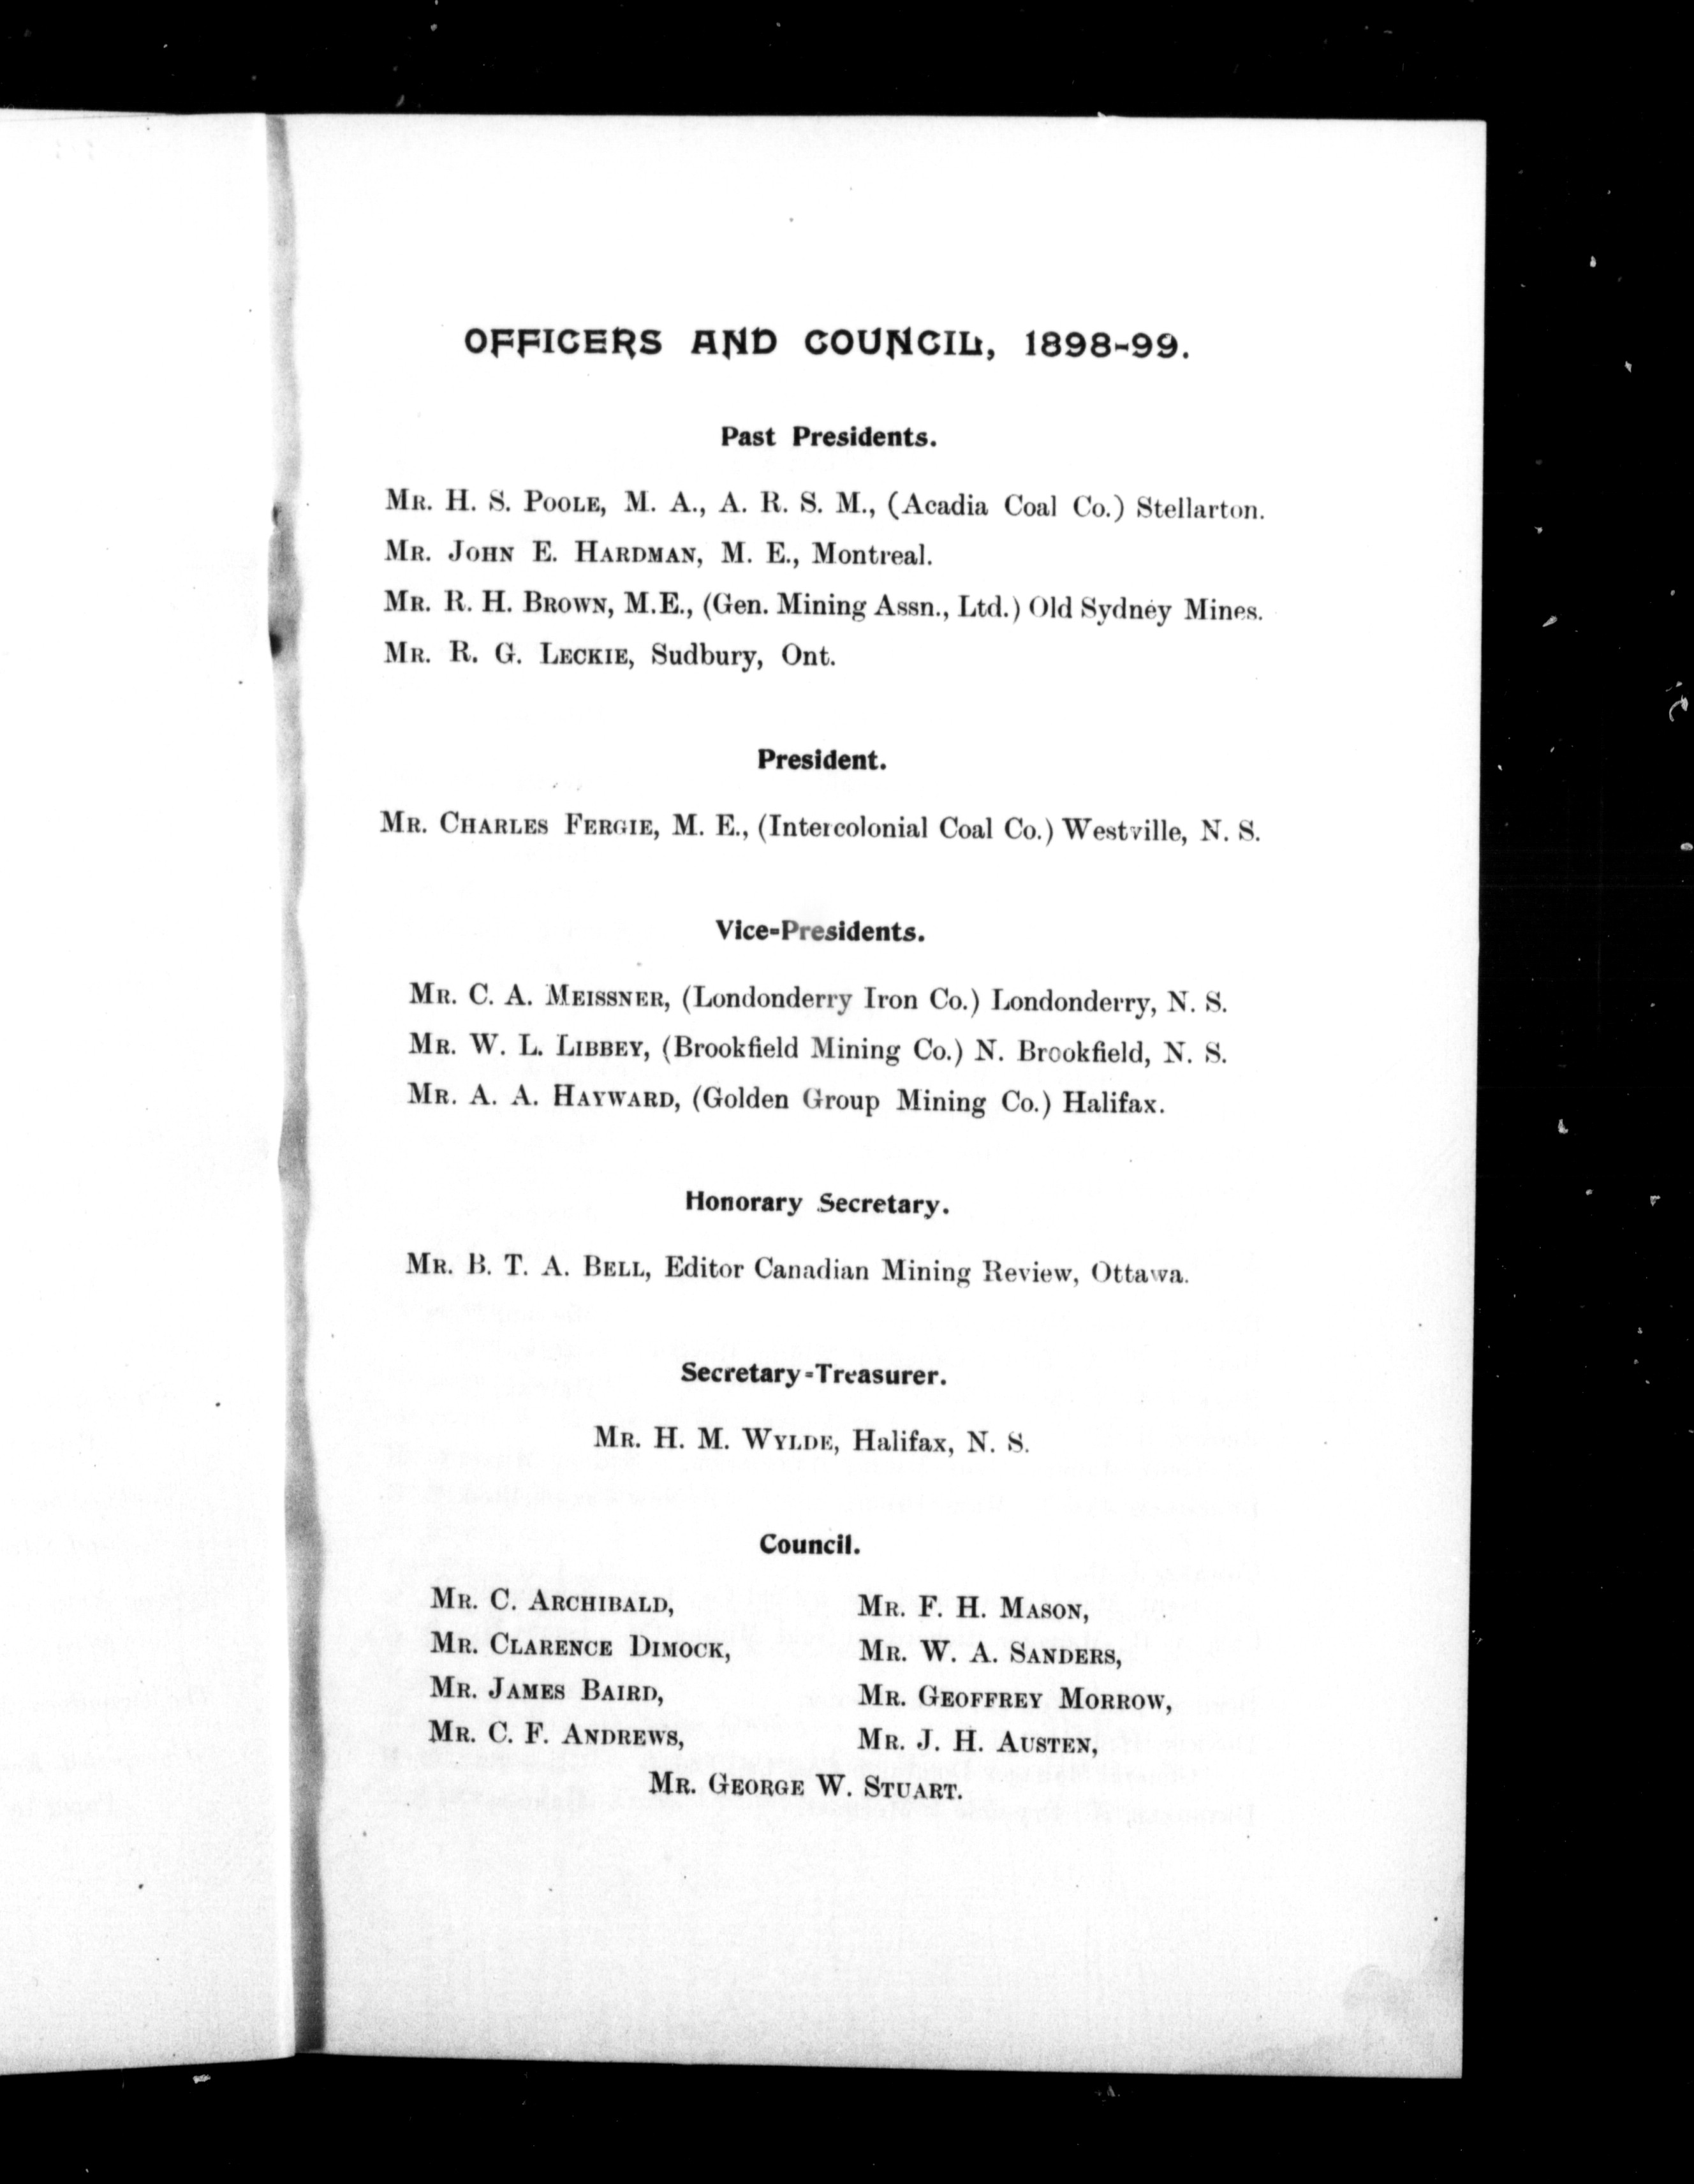 OFFICERS AND COUNCIL, 1898-99.
Past Presidents.
MR. H. S. POOLE, M. A., A. R. S. M., (Acadia Coal Co.) Stellarton.
MR. JOHN E. HARDMAN, M. E., Montreal.
MR. R. H. BROWN, M.E., (Gen. Mining Assn., Ltd.) Old Sydney Mines.
MR. R. G. LECKIE, Sudbury, Ont.
President.
MR. CHARLES FERGIE, M. E., (Intercolonial Coal Co.) Westville, N. S.
Vice-Presidents.
MR. C. A. MEISSNER, (Londonderry Iron Co.) Londonderry, N. S.
MR. W. L. LIBBEY, (Brookfield Mining Co.) N. Brookfield, N. S.
MR. A. A. HAYWARD, (Golden Group Mining Co.) Halifax.
Honorary Secretary.
MR. B. T. A. BELL, Editor Canadian Mining Review, Ottawa.
Secretary-Treasurer.
MR. H. M. WYLDE, Halifax, N. S.
Council.
MR. C. ARCHIBALD, MR. F. H. MASON,
MR. CLARENCE DIMOCK, MR. W. A. SANDERS,
MR. JAMES BAIRD, MR. GEOFFREY MORROW,
MR. C. F. ANDREWS, MR. J. H. AUSTEN,
MR. GEORGE W. STUART.